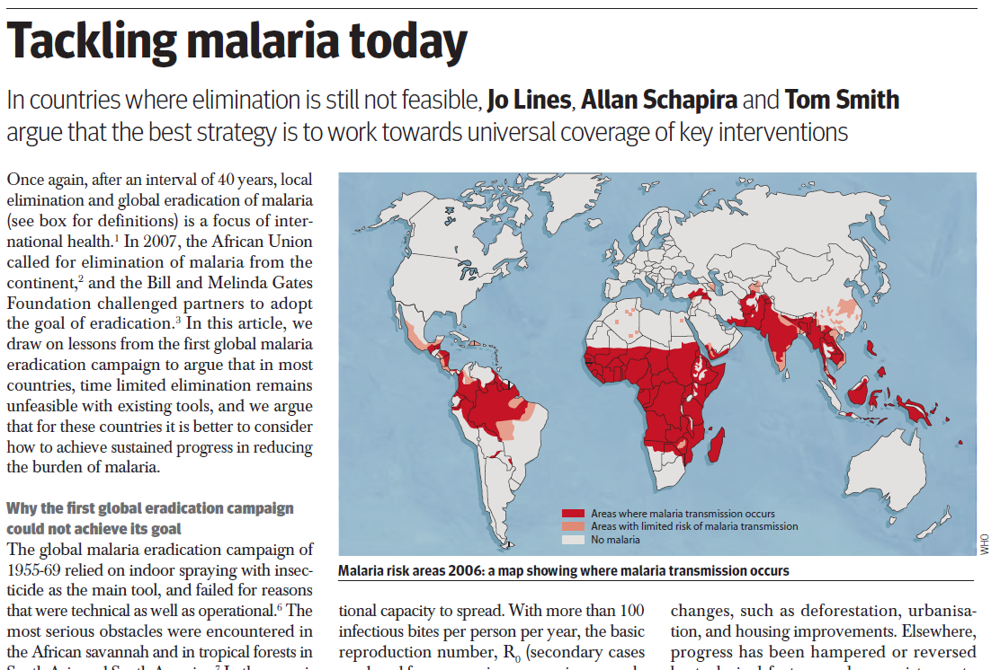 Tackling malaria today
In countries where elimination is still not feasible, Jo Lines, Allan Schapira and Tom Smith
argue that the best strategy is to work towards universal coverage of key interventions
Once again, after an interval of 40 years, local
elimination and global eradication of malaria
(see box for definitions) is a focus of inter-
national health.1 In 2007, the African Union
called for elimination of malaria from the
continent,2 and the Bill and Melinda Gates
Foundation challenged partners to adopt
the goal of eradication.3 In this article, we
draw on lessons from the first global malaria
eradication campaign to argue that in most
countries, time limited elimination remains
unfeasible with existing tools, and we argue
that for these countries it is better to consider
how to achieve sustained progress in reducing
the burden of malaria.
Why the first global eradication campaign
could not achieve its goal
The global malaria eradication campaign of
1955-69 relied on indoor spraying with insec-
ticide as the main tool, and failed for reasons
that were technical as well as operational.6 The
most serious obstacles were encountered in
the African savannah and in tropical forests in
Areas where malaria transmission occurs
Areas with limited risk of malaria transmission
No malaria
WHO
Malaria risk areas 2006: a map showing where malaria transmission occurs
tional capacity to spread. With more than 100
infectious bites per person per year, the basic
reproduction number, R0 (secondary cases
changes, such as deforestation, urbanisa-
tion, and housing improvements. Elsewhere,
progress has been hampered or reversed